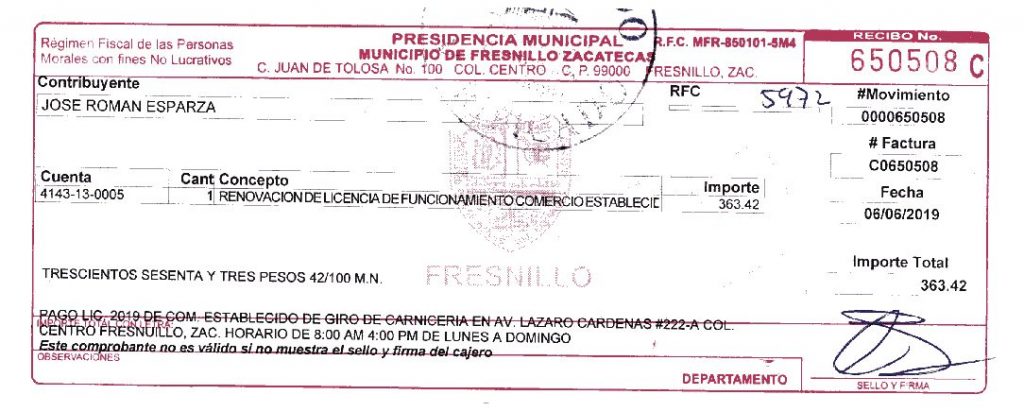 Régimen Fiscal de las Personas
Morales con fines No Lucrativos
PRESIDENCIA MUNICIPAL
MUNICIPIO DE FRESNILLO ZACATECAS
C. JUAN DE TOLOSA No. 100 COL. CENTRO C. P. 99000 FRESNILLO, ZAC.
R.F.C. MFR-850101-5M4
RECIBO No.
650508 C
Contribuyente
JOSE ROMAN ESPARZA
RFC
5972
#Movimiento
0000650508
# Factura
C0650508
Cuenta Cant Concepto Importe
4143-13-0005 1 RENOVACION DE LICENCIA DE FUNCIONAMIENTO COMERCIO ESTABLECID 363.42
Fecha
06/06/2019
FRESNILLO
Importe Total
363.42
TRESCIENTOS SESENTA Y TRES PESOS 42/100 M.N.
PAGO LIC. 2019 DE COM. ESTABLECIDO DE GIRO DE CARNICERIA EN AV. LAZARO CARDENAS #222-A COL.
IMPORTE TOTAL CON LETRA
CENTRO FRESNUILLO, ZAC. HORARIO DE 8:00 AM 4:00 PM DE LUNES A DOMINGO
Este comprobante no es válido si no muestra el sello y firma del cajero
OBSERVACIONES
DEPARTAMENTO
SELLO Y FIRMA